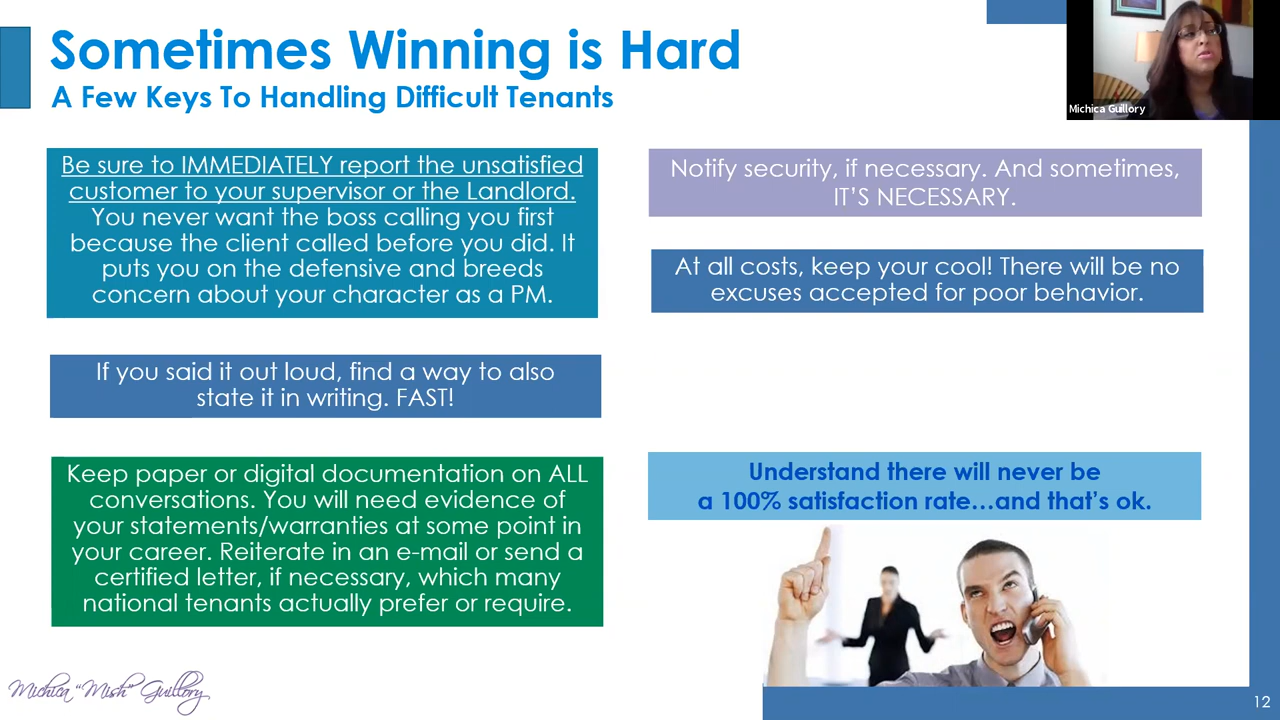 Sometimes Winning is Hard
A Few Keys To Handling Difficult Tenants
Michica Guillory
Be sure to IMMEDIATELY report the unsatisfied
customer to your supervisor or the Landlord.
You never want the boss calling you first
because the client called before you did. It
puts you on the defensive and breeds
concern about your character as a PM.
If you said it out loud, find a way to also
state it in writing. FAST!
Keep paper or digital documentation on ALL
conversations. You will need evidence of
your statements/warranties at some point in
your career. Reiterate in an e-mail or send a
certified letter, if necessary, which many
national tenants actually prefer or require.
Notify security, if necessary. And sometimes,
IT’S NECESSARY.
At all costs, keep your cool! There will be no
excuses accepted for poor behavior.
Understand there will never be
a 100% satisfaction rate…and that’s ok.
Michica “Mish” Guillory
12